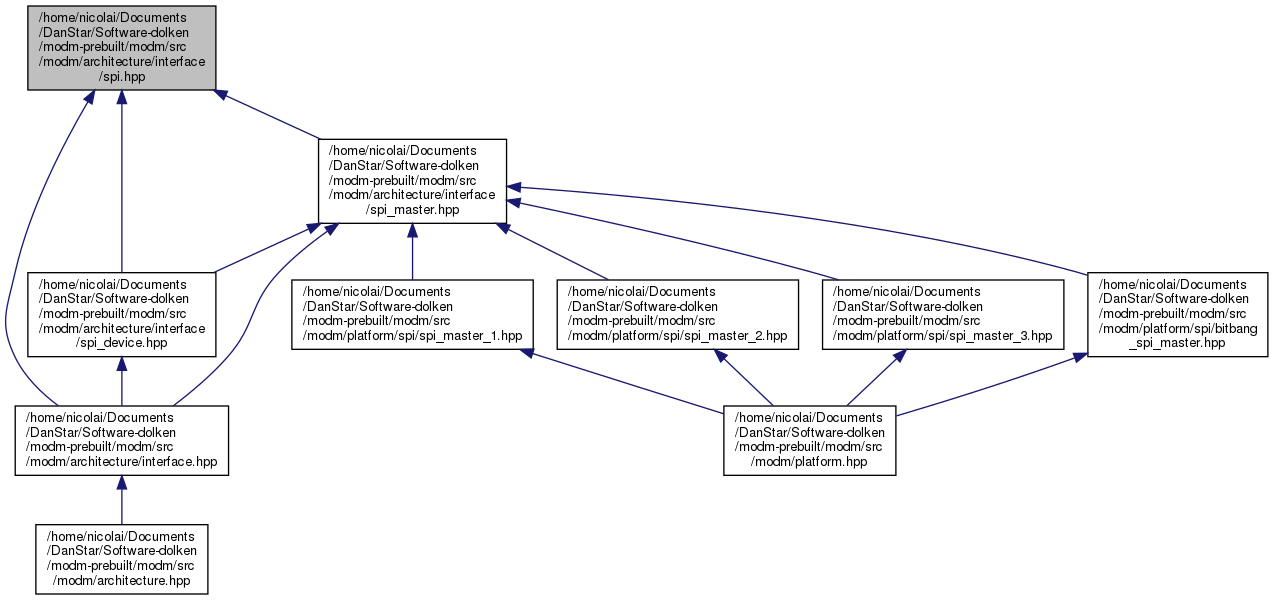 /home/nicolai/Documents
/DanStar/Software-dolken
/modm-prebuilt/modm/src
/modm/architecture/interface
/spi.hpp
/home/nicolai/Documents
/DanStar/Software-dolken
/modm-prebuilt/modm/src
/modm/architecture/interface
/spi_master.hpp
/home/nicolai/Documents
/DanStar/Software-dolken
/modm-prebuilt/modm/src
/modm/architecture/interface
/spi_device.hpp
/home/nicolai/Documents
/DanStar/Software-dolken
/modm-prebuilt/modm/src
/modm/platform/spi/spi_master_1.hpp
/home/nicolai/Documents
/DanStar/Software-dolken
/modm-prebuilt/modm/src
/modm/platform/spi/spi_master_2.hpp
/home/nicolai/Documents
/DanStar/Software-dolken
/modm-prebuilt/modm/src
/modm/platform/spi/spi_master_3.hpp
/home/nicolai/Documents
/DanStar/Software-dolken
/modm-prebuilt/modm/src
/modm/platform/spi/bitbang
_spi_master.hpp
/home/nicolai/Documents
/DanStar/Software-dolken
/modm-prebuilt/modm/src
/modm/architecture/interface.hpp
/home/nicolai/Documents
/DanStar/Software-dolken
/modm-prebuilt/modm/src
/modm/platform.hpp
/home/nicolai/Documents
/DanStar/Software-dolken
/modm-prebuilt/modm/src
/modm/architecture.hpp